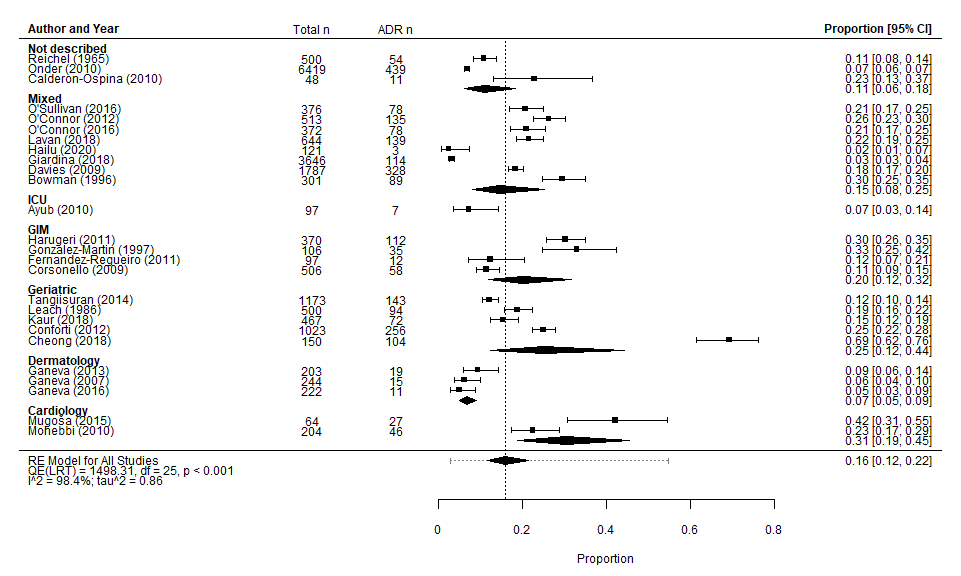 Author and Year Total n ADR n Proportion [95% CI]
Not described
Reichel (1965) 500 54 0.11 [0.08, 0.14]
Onder (2010) 6419 439 0.07 [0.06, 0.07]
Calderon-Ospina (2010) 48 11 0.23 [0.13, 0.37]
0.11 [0.06, 0.18]
Mixed
O'Sullivan (2016) 376 78 0.21 [0.17, 0.25]
O'Connor (2012) 513 135 0.26 [0.23, 0.30]
O'Connor (2016) 372 78 0.21 [0.17, 0.25]
Lavan (2018) 644 139 0.22 [0.19, 0.25]
Hailu (2020) 121 3 0.02 [0.01, 0.07]
Giardina (2018) 3646 114 0.03 [0.03, 0.04]
Davies (2009) 1787 328 0.18 [0.17, 0.20]
Bowman (1996) 301 89 0.30 [0.25, 0.35]
0.15 [0.08, 0.25]
ICU
Ayub (2010) 97 7 0.07 [0.03, 0.14]
GIM
Harugeri (2011) 370 112 0.30 [0.26, 0.35]
Gonzalez-Martin (1997) 106 35 0.33 [0.25, 0.42]
Fernandez-Regueiro (2011) 97 12 0.12 [0.07, 0.21]
Corsonello (2009) 506 58 0.11 [0.09, 0.15]
0.20 [0.12, 0.32]
Geriatric
Tangiisuran (2014) 1173 143 0.12 [0.10, 0.14]
Leach (1986) 500 94 0.19 [0.16, 0.22]
Kaur (2018) 467 72 0.15 [0.12, 0.19]
Conforti (2012) 1023 256 0.25 [0.22, 0.28]
Cheong (2018) 150 104 0.69 [0.62, 0.76]
0.25 [0.12, 0.44]
Dermatology
Ganeva (2013) 203 19 0.09 [0.06, 0.14]
Ganeva (2007) 244 15 0.06 [0.04, 0.10]
Ganeva (2016) 222 11 0.05 [0.03, 0.09]
0.07 [0.05, 0.09]
Cardiology
Mugosa (2015) 64 27 0.42 [0.31, 0.55]
Mohebbi (2010) 204 46 0.23 [0.17, 0.29]
0.31 [0.19, 0.45]
RE Model for All Studies 0.16 [0.12, 0.22]
QE(LRT) = 1498.31, df = 25, p < 0.001
I^2 = 98.4%; tau^2 = 0.86
0 0.2 0.4 0.6 0.8
Proportion